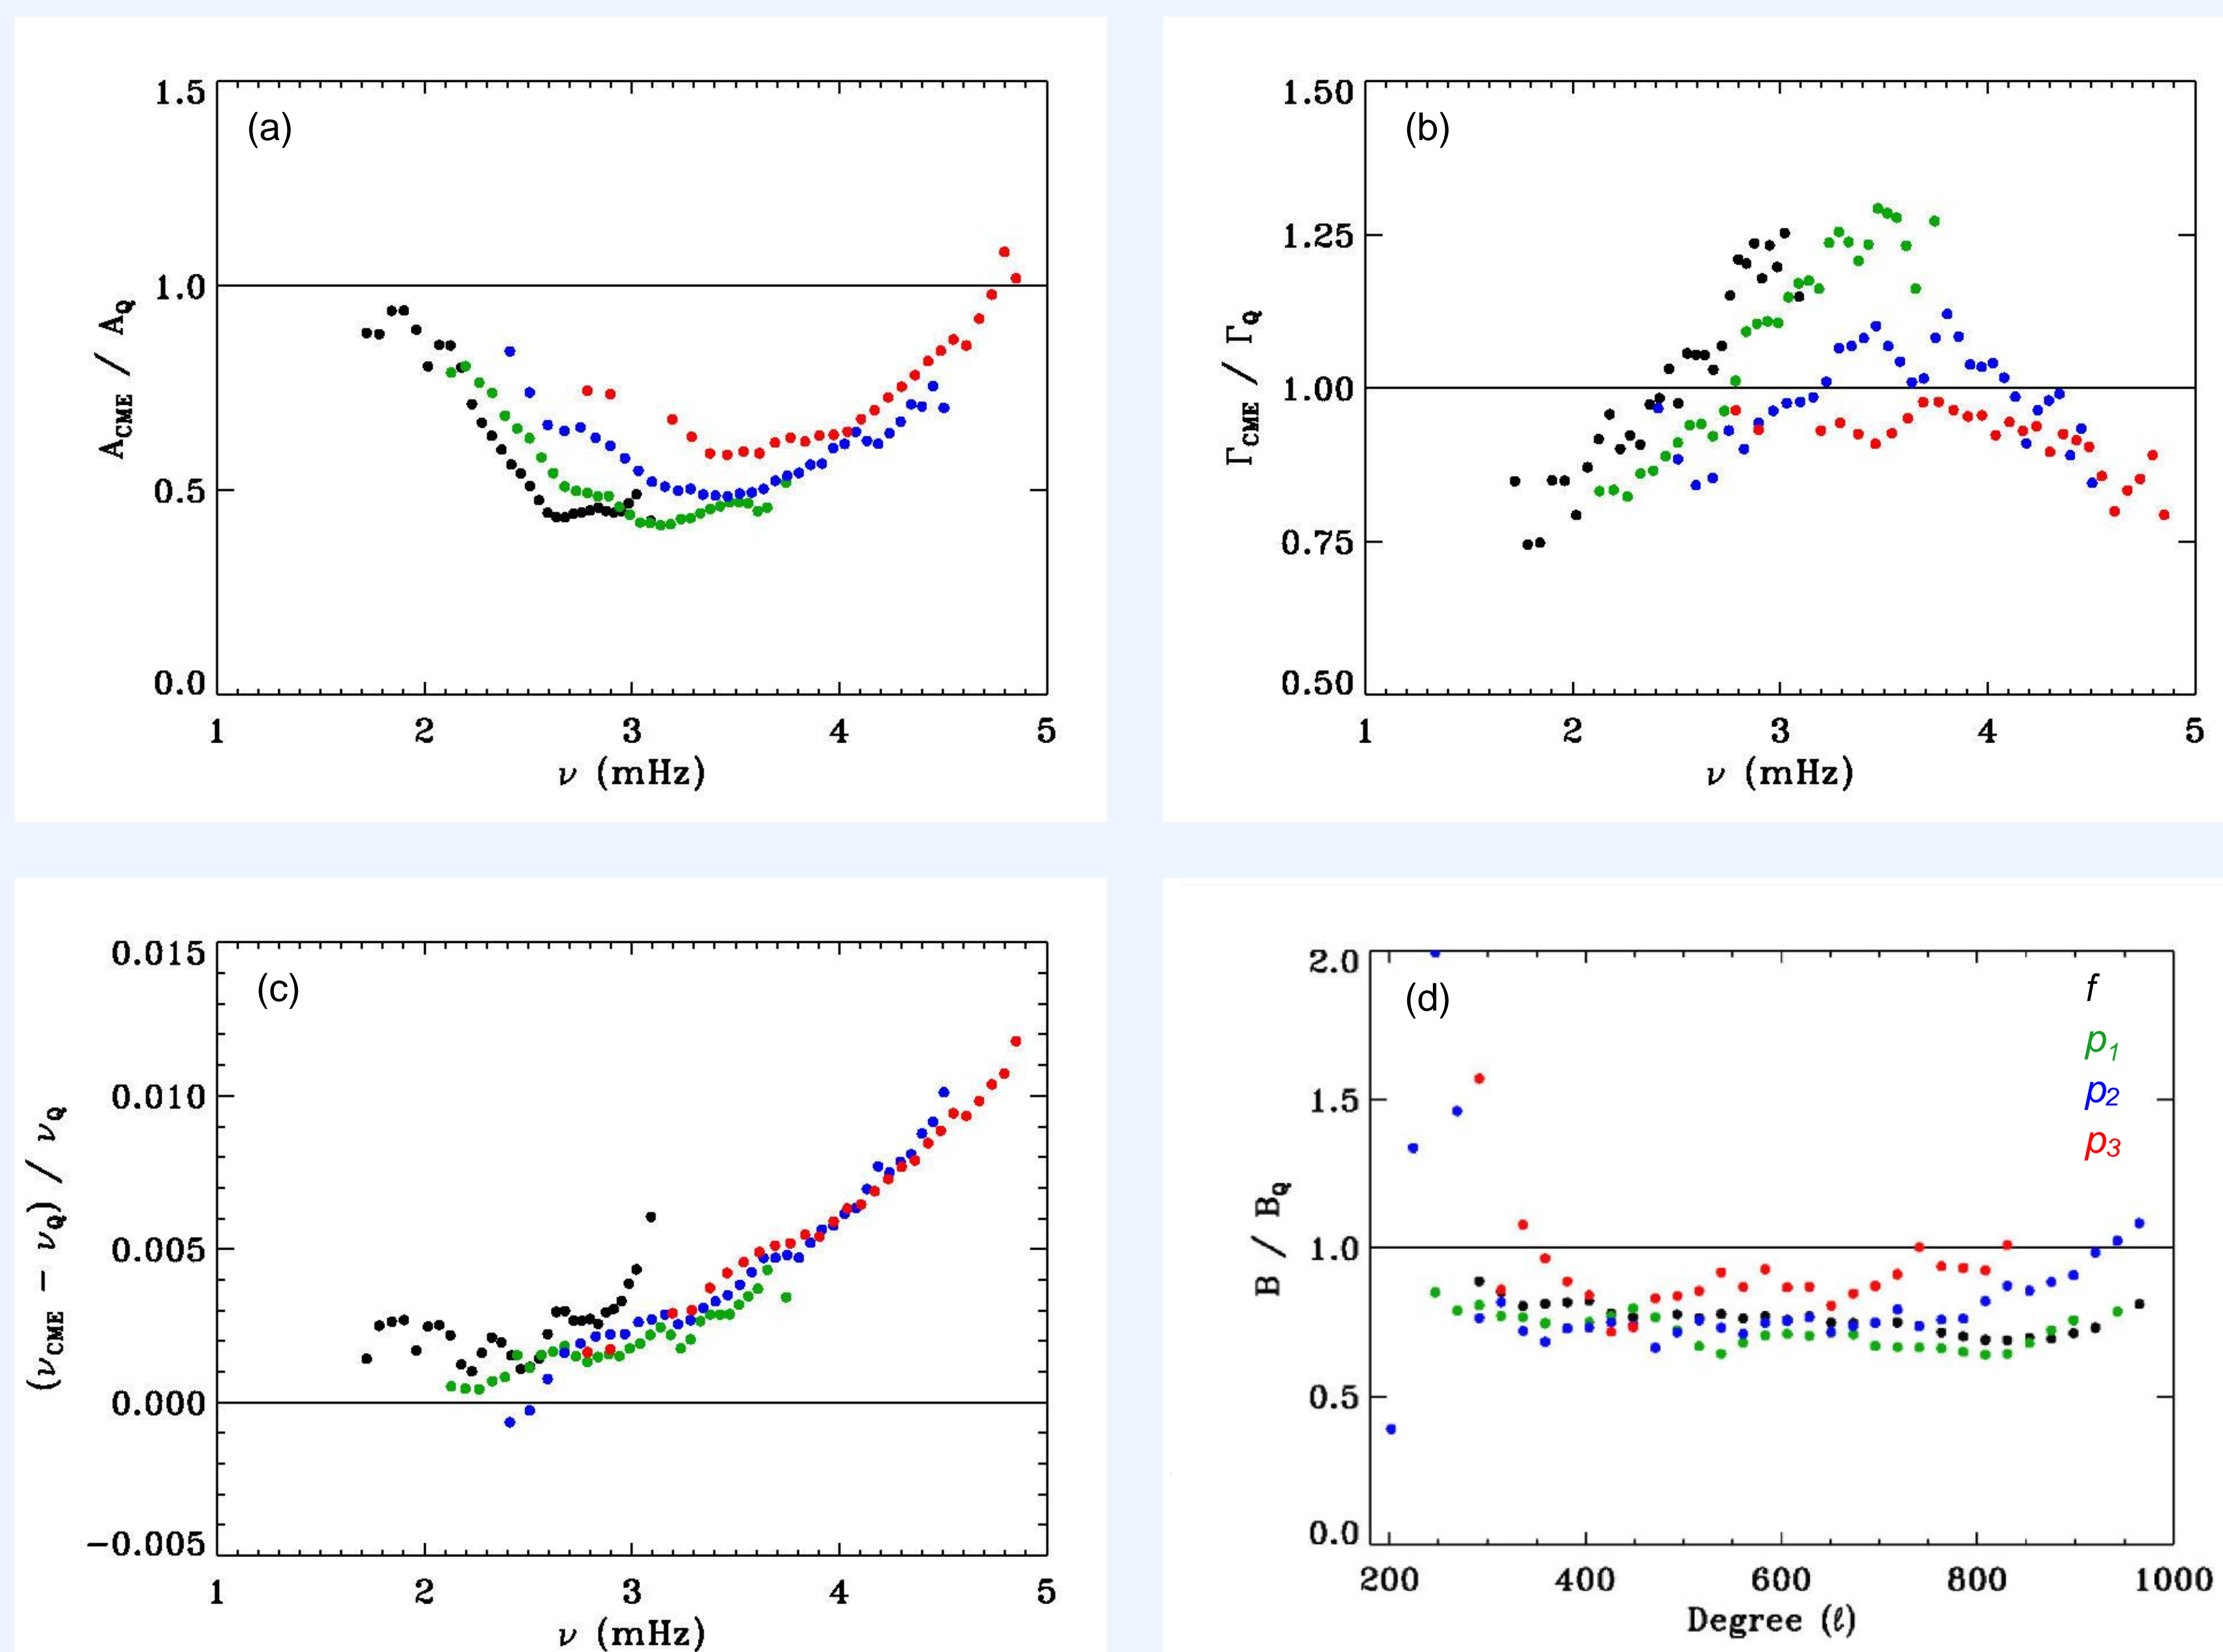 1.5
(a)
1.0
0.5
0.0
A_CME / A_Q
1 2 3 4 5
ν (mHz)
1.50
(b)
1.25
1.00
0.75
0.50
Γ_CME / Γ_Q
1 2 3 4 5
ν (mHz)
0.015
(c)
0.010
0.005
0.000
−0.005
(ν_CME − ν_Q) / ν_Q
1 2 3 4 5
ν (mHz)
2.0
(d)
1.5
1.0
0.5
0.0
B / B_Q
f
p1
p2
p3
200 400 600 800 1000
Degree (ℓ)